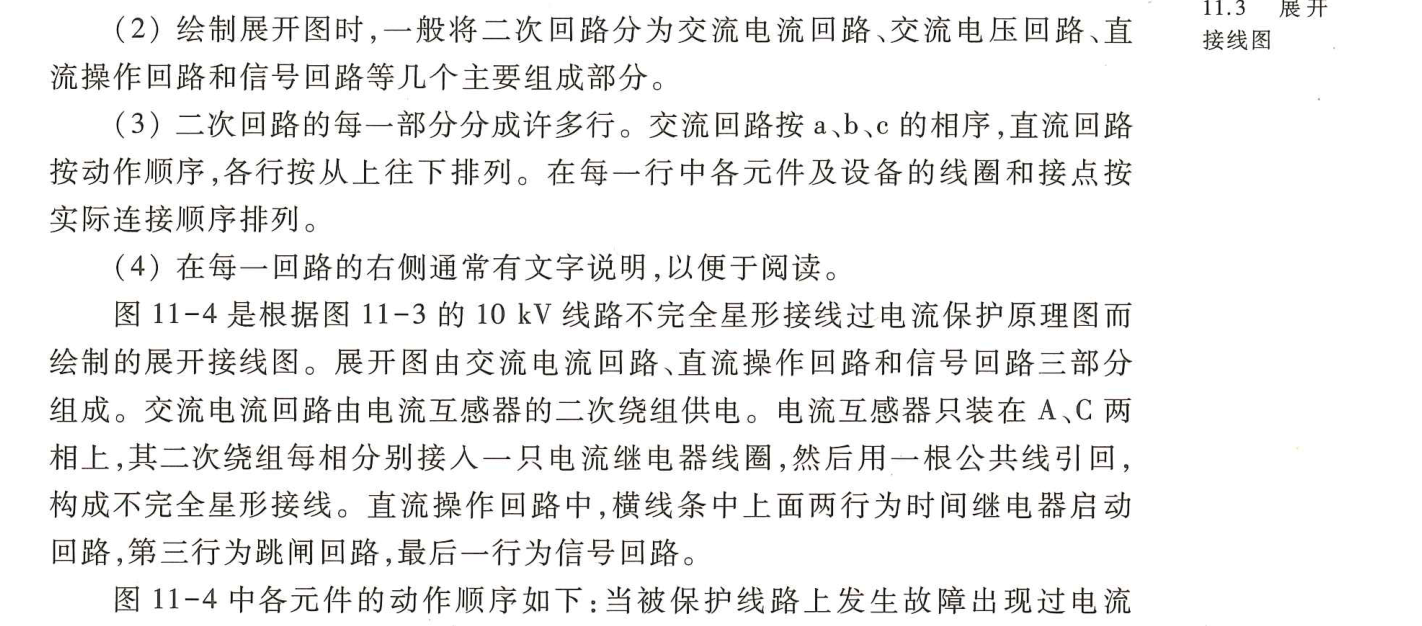 (2) 绘制展开图时,一般将二次回路分为交流电流回路、交流电压回路、直
流操作回路和信号回路等几个主要组成部分。
(3) 二次回路的每一部分分成许多行。交流回路按 a、b、c 的相序,直流回路
按动作顺序,各行按从上往下排列。在每一行中各元件及设备的线圈和接点按
实际连接顺序排列。
(4) 在每一回路的右侧通常有文字说明,以便于阅读。
图 11-4 是根据图 11-3 的 10 kV 线路不完全星形接线过电流保护原理图而
绘制的展开接线图。展开图由交流电流回路、直流操作回路和信号回路三部分
组成。交流电流回路由电流互感器的二次绕组供电。电流互感器只装在 A、C 两
相上,其二次绕组每相分别接入一只电流继电器线圈,然后用一根公共线引回,
构成不完全星形接线。直流操作回路中,横线条中上面两行为时间继电器启动
回路,第三行为跳闸回路,最后一行为信号回路。
图 11-4 中各元件的动作顺序如下:当被保护线路上发生故障出现过电流
11.3 展开
接线图